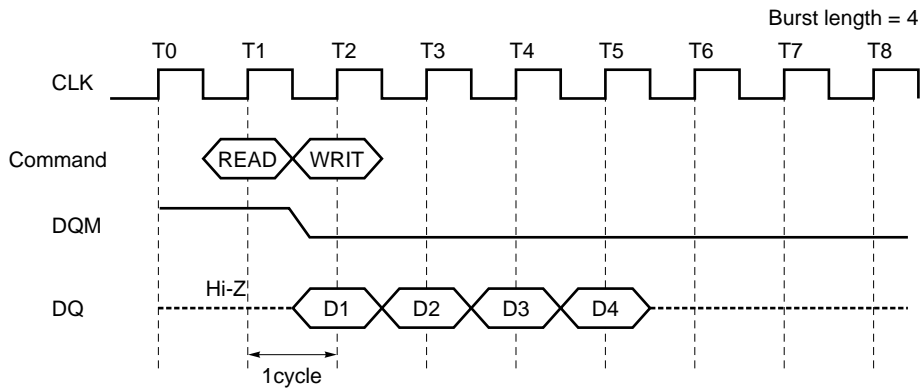 Burst length = 4
T0 T1 T2 T3 T4 T5 T6 T7 T8
CLK
Command READ WRIT
DQM
Hi-Z
DQ D1 D2 D3 D4
1cycle